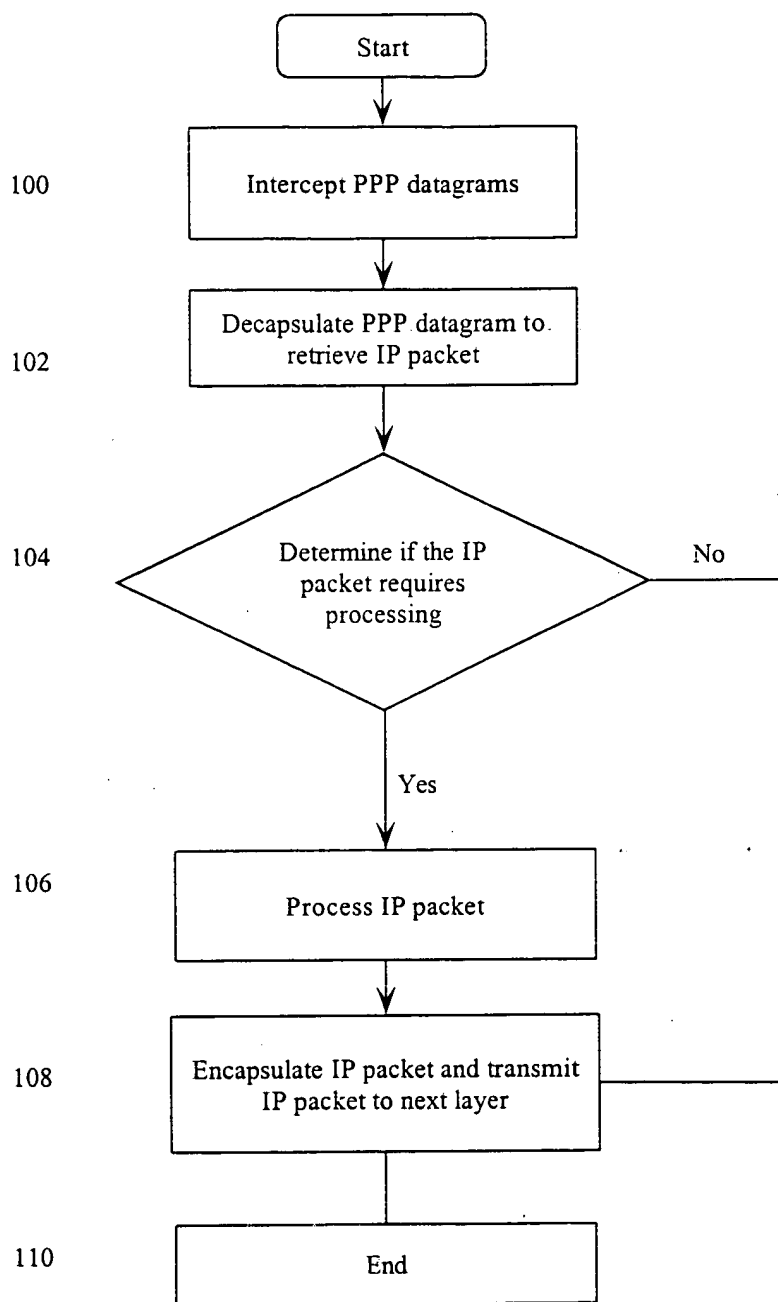 Start
100
Intercept PPP datagrams
102
Decapsulate PPP datagram to
retrieve IP packet
104
Determine if the IP
packet requires
processing
No
Yes
106
Process IP packet
108
Encapsulate IP packet and transmit
IP packet to next layer
110
End